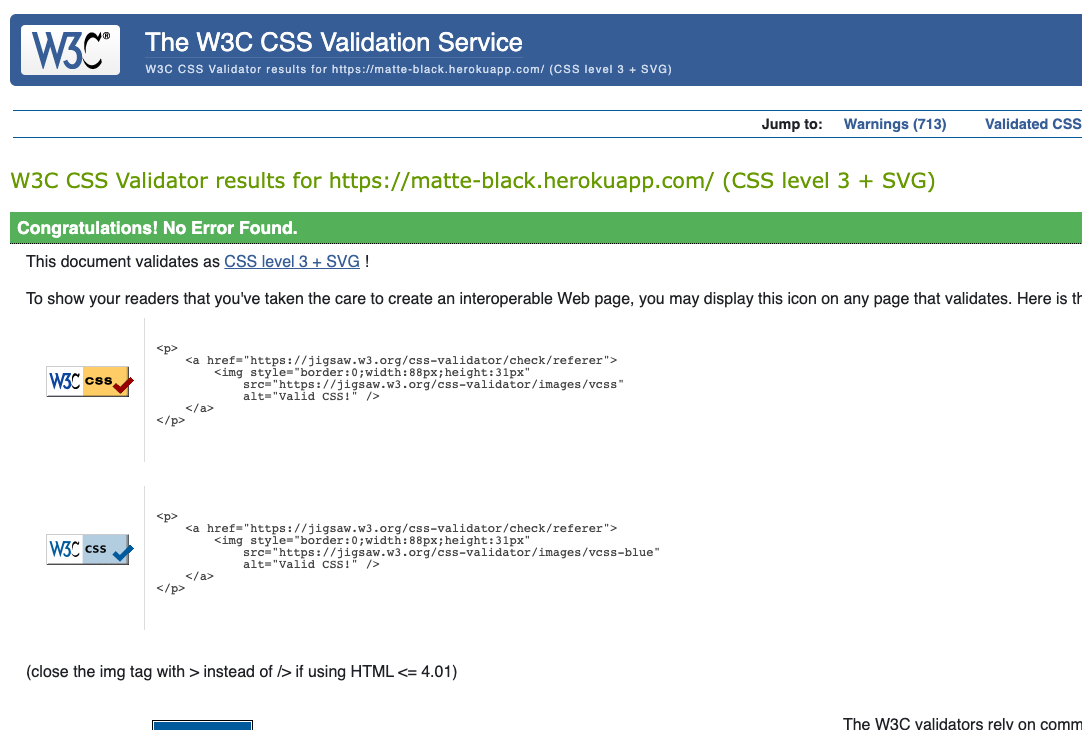 W3C®
The W3C CSS Validation Service
W3C CSS Validator results for https://matte-black.herokuapp.com/ (CSS level 3 + SVG)
Jump to: Warnings (713) Validated CSS
W3C CSS Validator results for https://matte-black.herokuapp.com/ (CSS level 3 + SVG)
Congratulations! No Error Found.
This document validates as CSS level 3 + SVG !
To show your readers that you've taken the care to create an interoperable Web page, you may display this icon on any page that validates. Here is
<p>
<a href="https://jigsaw.w3.org/css-validator/check/referer">
<img style="border:0;width:88px;height:31px"
W3C css
src="https://jigsaw.w3.org/css-validator/images/vcss"
alt="Valid CSS!" />
</a>
</p>
<p>
<a href="https://jigsaw.w3.org/css-validator/check/referer">
<img style="border:0;width:88px;height:31px"
W3C css
src="https://jigsaw.w3.org/css-validator/images/vcss-blue"
alt="Valid CSS!" />
</a>
</p>
(close the img tag with > instead of /> if using HTML <= 4.01)
The W3C validators rely on